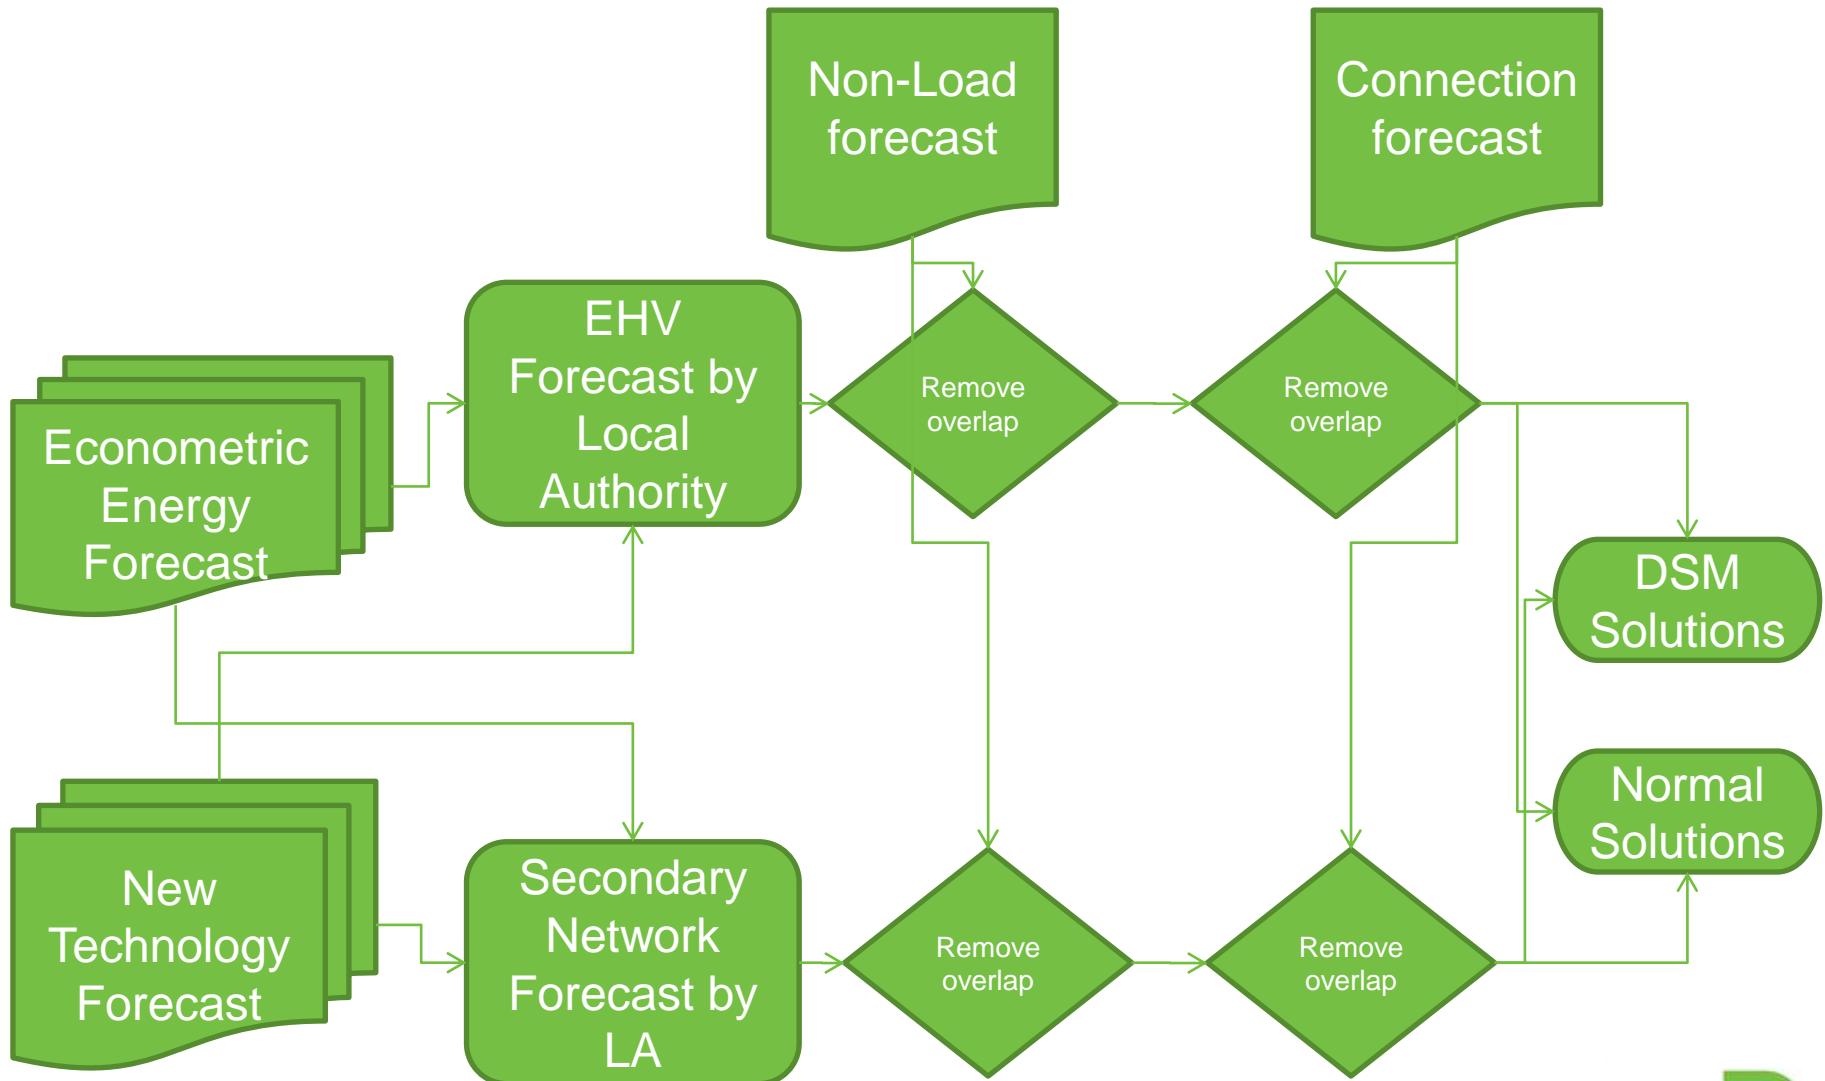 Non-Load
forecast
Connection
forecast
EHV
Forecast by
Local
Authority
Remove
overlap
Remove
overlap
Econometric
Energy
Forecast
DSM
Solutions
Normal
Solutions
New
Technology
Forecast
Secondary
Network
Forecast by
LA
Remove
overlap
Remove
overlap